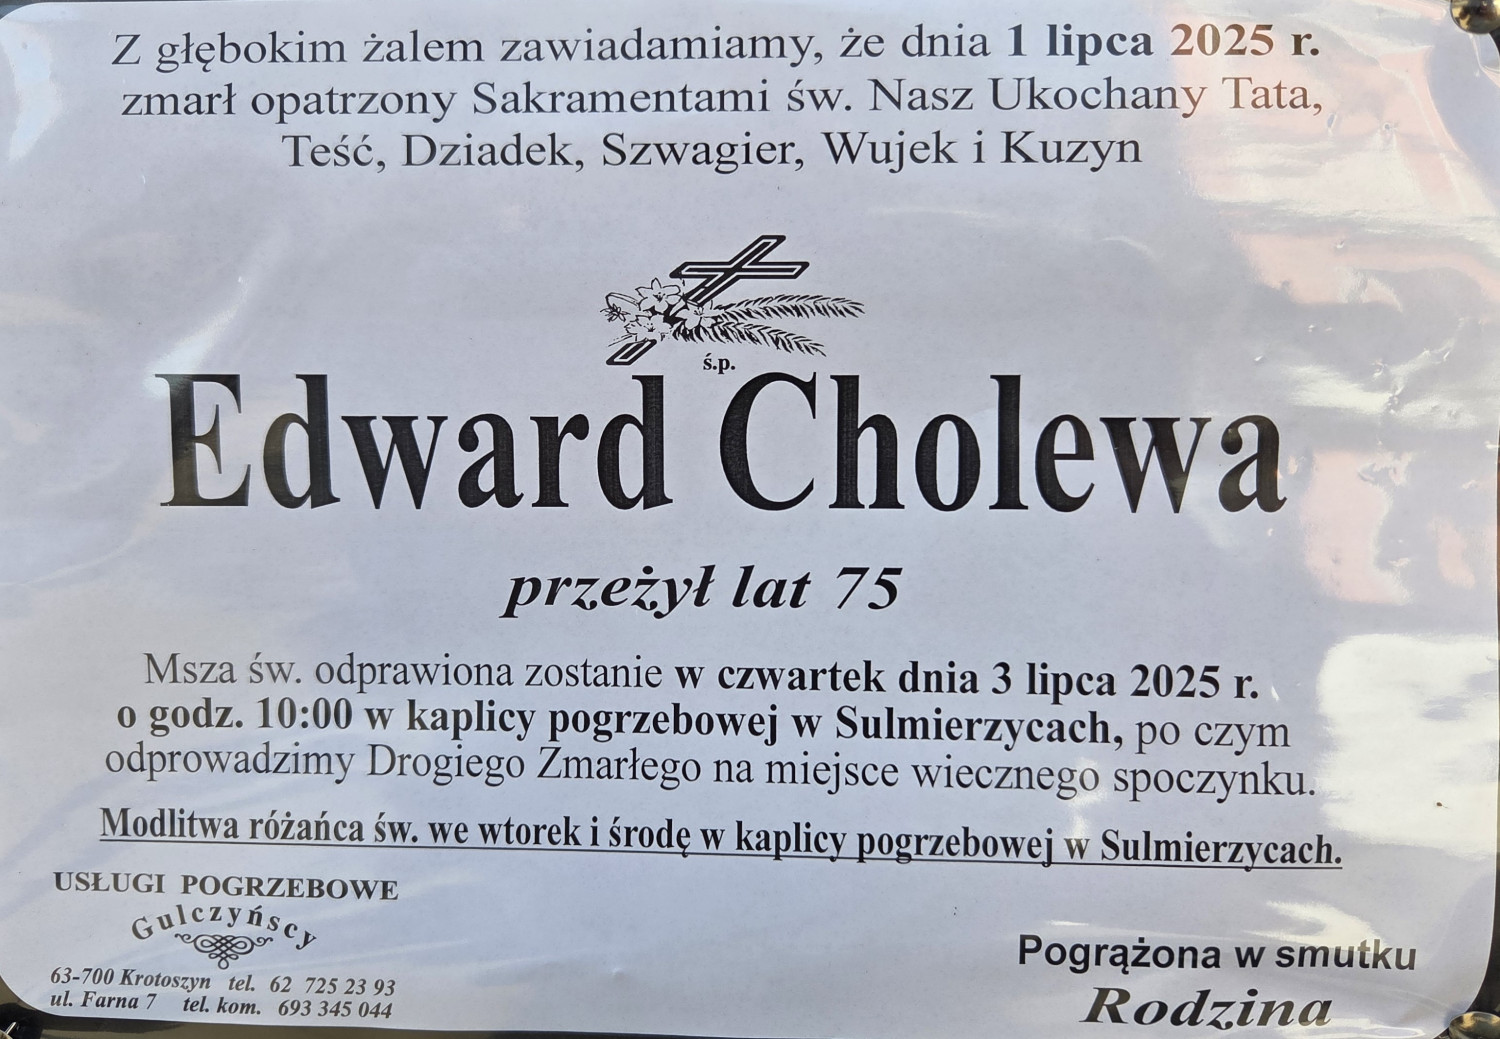 Z głębokim żalem zawiadamiamy, że dnia 1 lipca 2025 r.
zmarł opatrzony Sakramentami św. Nasz Ukochany Tata,
Teść, Dziadek, Szwagier, Wujek i Kuzyn
ś.p.
Edward Cholewa
przeżył lat 75
Msza św. odprawiona zostanie w czwartek dnia 3 lipca 2025 r.
o godz. 10:00 w kaplicy pogrzebowej w Sulmierzycach, po czym
odprowadzimy Drogiego Zmarłego na miejsce wiecznego spoczynku.
Modlitwa różańca św. we wtorek i środę w kaplicy pogrzebowej w Sulmierzycach.
USŁUGI POGRZEBOWE
Gulczyńscy
63-700 Krotoszyn tel. 62 725 23 93
ul. Farna 7 tel. kom. 693 345 044
Pogrążona w smutku
Rodzina